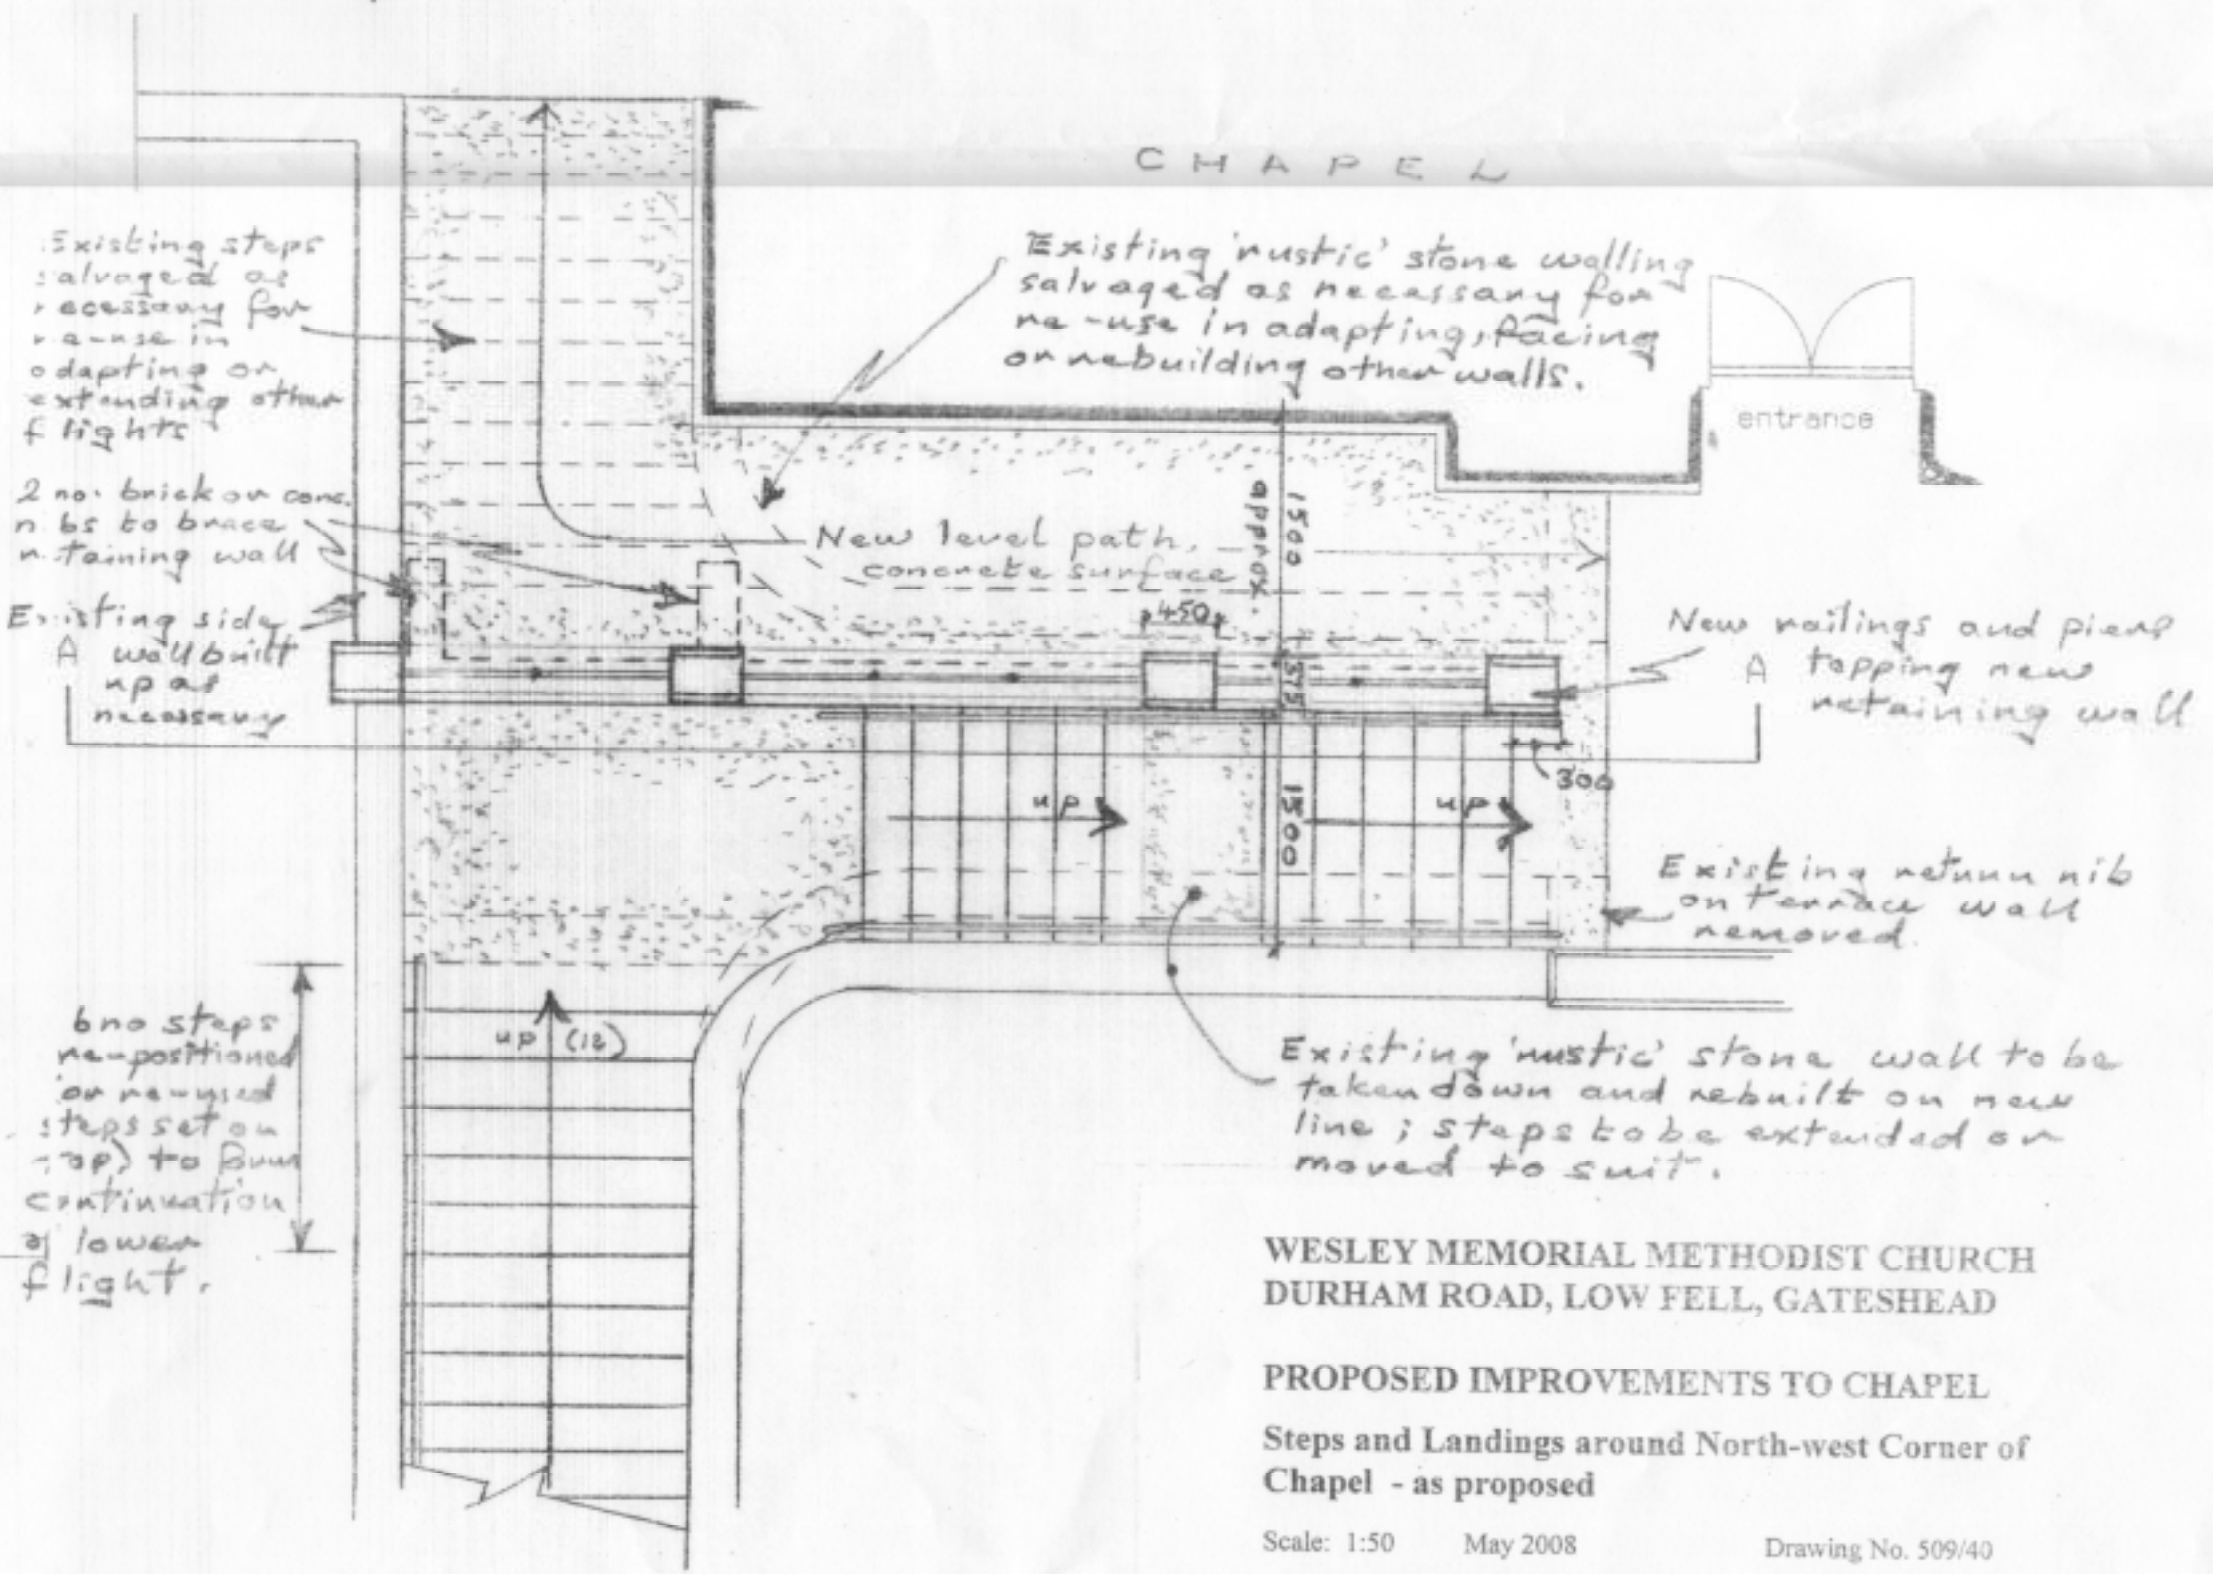 CHAPEL
Existing steps
salvaged as
necessary for
re-use in
adapting or
extending other
flights
2 no. brick or conc.
nibs to brace
retaining wall
Existing side
wall built
up as
necessary
A
6 no steps
re-positioned
or re-used
steps set on
top) to form
continuation
of lower
flight.
Existing 'rustic' stone walling
salvaged as necessary for
re-use in adapting, facing
or rebuilding other walls.
entrance
New level path,
concrete surface
1500
approx.
450
375
1500
300
up
up
up (12)
New railings and piers
topping new
retaining wall
A
Existing return nib
on terrace wall
removed.
Existing 'rustic' stone wall to be
taken down and rebuilt on new
line; steps to be extended or
moved to suit.
WESLEY MEMORIAL METHODIST CHURCH
DURHAM ROAD, LOW FELL, GATESHEAD
PROPOSED IMPROVEMENTS TO CHAPEL
Steps and Landings around North-west Corner of
Chapel - as proposed
Scale: 1:50 May 2008 Drawing No. 509/40